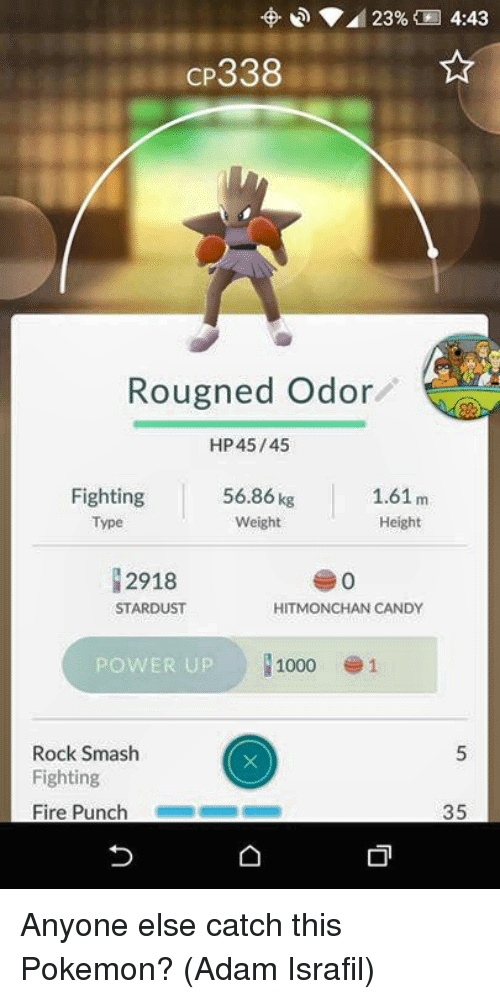 23% 4:43
CP338
Rougned Odor
HP45/45
Fighting 56.86 kg 1.61 m
Type Weight Height
2918 0
STARDUST HITMONCHAN CANDY
POWER UP 1000 1
Rock Smash 5
Fighting
Fire Punch 35
Anyone else catch this
Pokemon? (Adam Israfil)